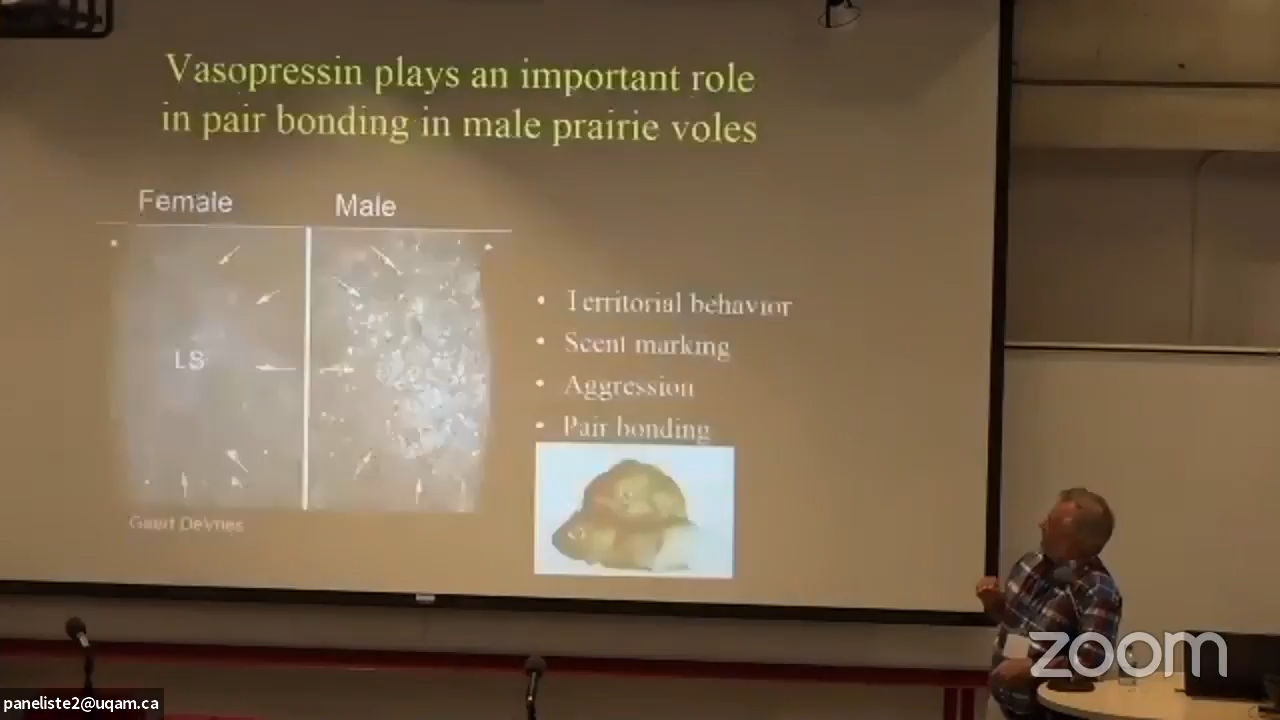 Vasopressin plays an important role
in pair bonding in male prairie voles
Female Male
LS
Geert DeVries
• Territorial behavior
• Scent marking
• Aggression
• Pair bonding
zoom
paneliste2@uqam.ca